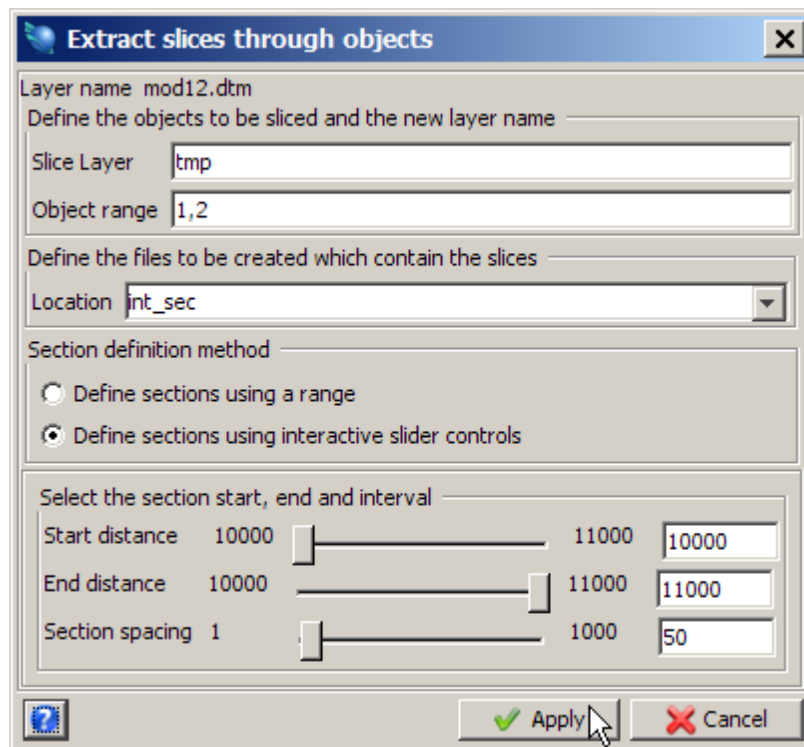 Extract slices through objects
Layer name mod12.dtm
Define the objects to be sliced and the new layer name
Slice Layer tmp
Object range 1,2
Define the files to be created which contain the slices
Location int_sec
Section definition method
Define sections using a range
Define sections using interactive slider controls
Select the section start, end and interval
Start distance 10000 11000 10000
End distance 10000 11000 11000
Section spacing 1 1000 50
? Apply Cancel